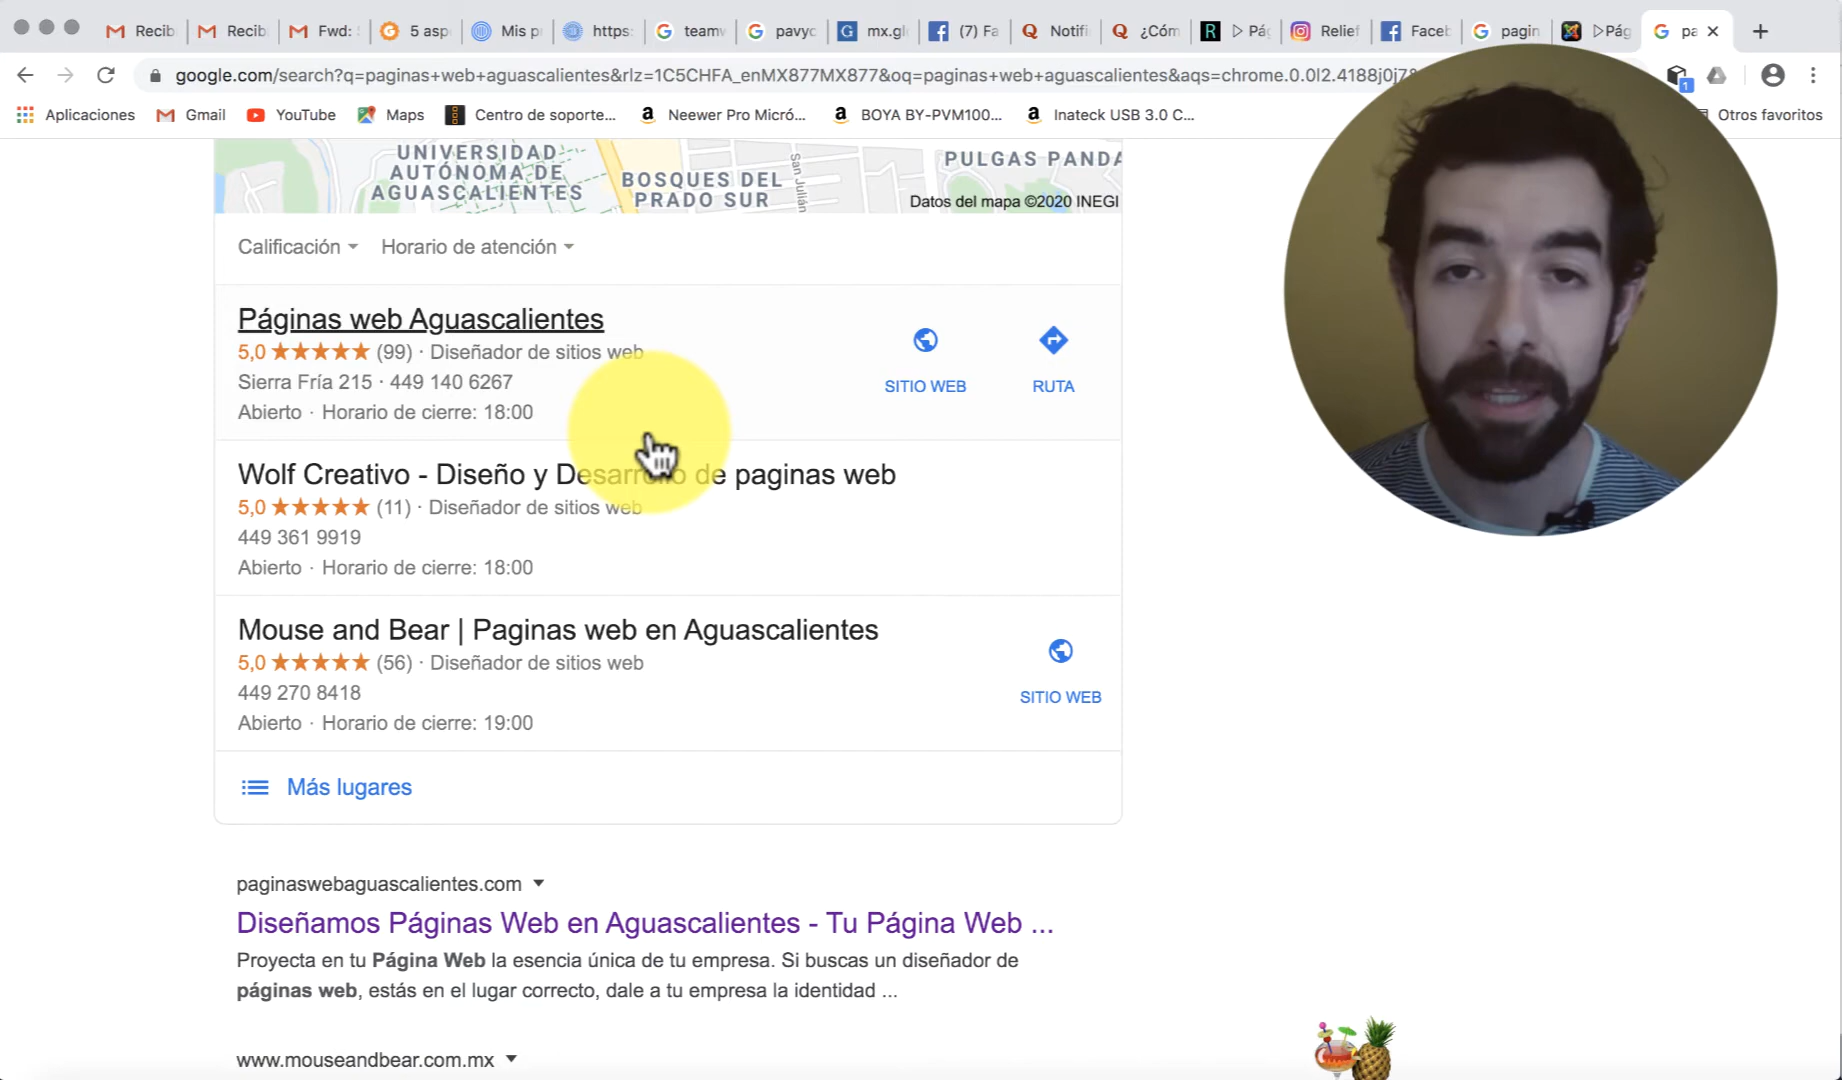 Recib
Recib
Fwd:
5 asp
Mis p
https:
team
pavyc
mx.gl
(7) Fa
Notifi
¿Cóm
Pág
Relief
Faceb
pagin
Pág
pa
google.com/search?q=paginas+web+aguascalientes&rlz=1C5CHFA_enMX877MX877&oq=paginas+web+aguascalientes&aqs=chrome.0.0l2.4188j0j7&
1
Aplicaciones
Gmail
YouTube
Maps
Centro de soporte...
Neewer Pro Micró...
BOYA BY-PVM100...
Inateck USB 3.0 C...
Otros favoritos
UNIVERSIDAD
AUTÓNOMA DE
AGUASCALIENTES
BOSQUES DEL
PRADO SUR
San Julián
PULGAS PANDA
Datos del mapa ©2020 INEGI
Calificación
Horario de atención
Páginas web Aguascalientes
5,0 ★★★★★ (99) · Diseñador de sitios web
Sierra Fría 215 · 449 140 6267
Abierto · Horario de cierre: 18:00
SITIO WEB
RUTA
Wolf Creativo - Diseño y Desarrollo de paginas web
5,0 ★★★★★ (11) · Diseñador de sitios web
449 361 9919
Abierto · Horario de cierre: 18:00
Mouse and Bear | Paginas web en Aguascalientes
5,0 ★★★★★ (56) · Diseñador de sitios web
449 270 8418
Abierto · Horario de cierre: 19:00
SITIO WEB
Más lugares
paginaswebaguascalientes.com
Diseñamos Páginas Web en Aguascalientes - Tu Página Web ...
Proyecta en tu Página Web la esencia única de tu empresa. Si buscas un diseñador de
páginas web, estás en el lugar correcto, dale a tu empresa la identidad ...
www.mouseandbear.com.mx